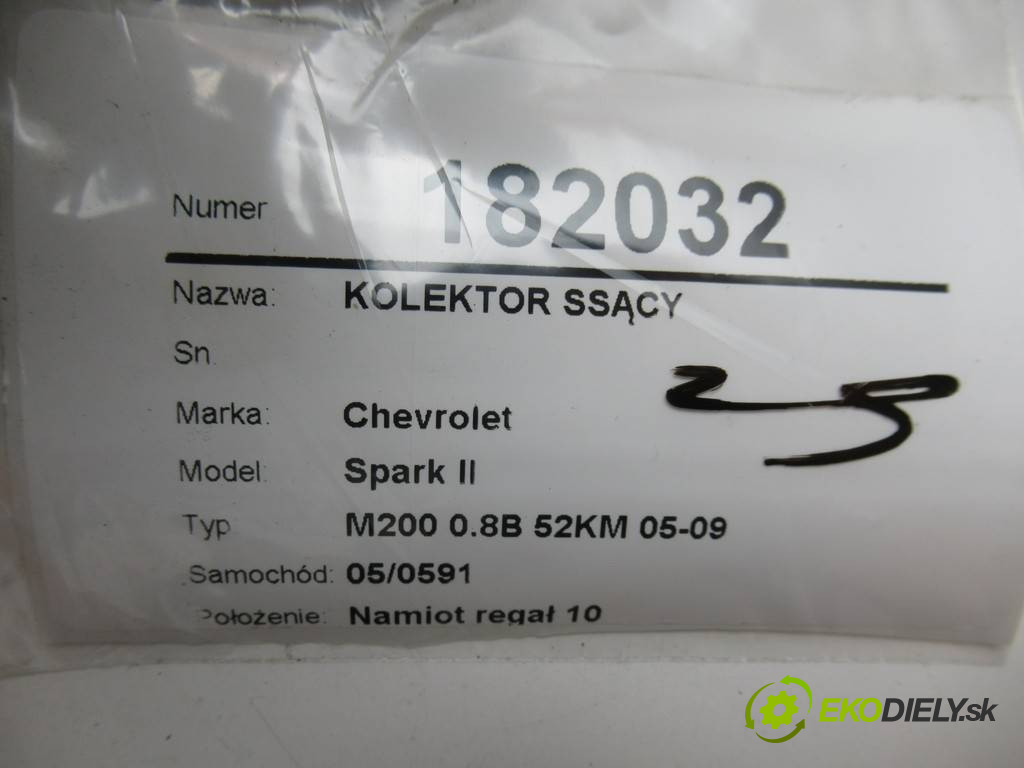 Numer 182032
Nazwa: KOLEKTOR SSĄCY
Sn.
Marka: Chevrolet
25
Model: Spark II
Typ M200 0.8B 52KM 05-09
Samochód: 05/0591
Położenie: Namiot regał 10
EKODIELY.sk